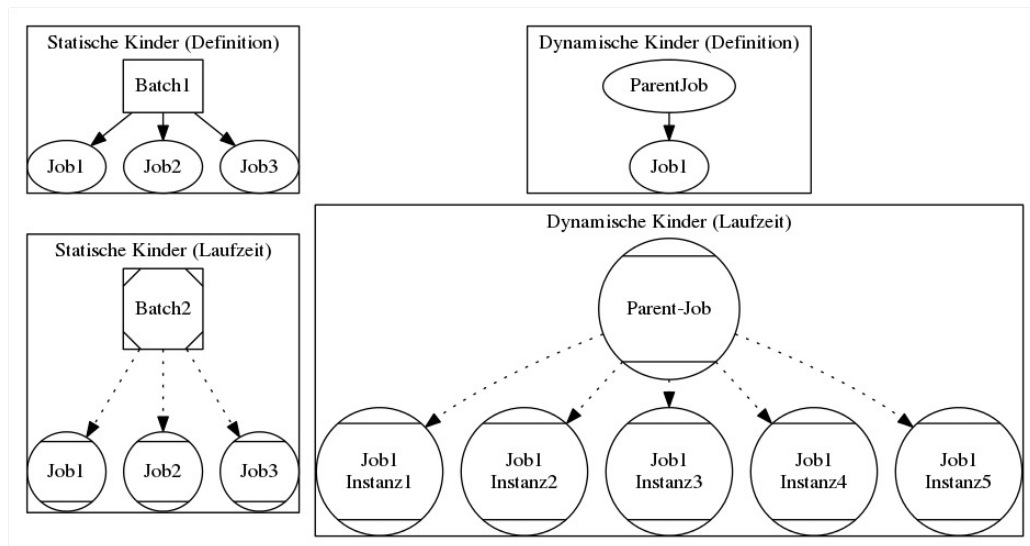 Statische Kinder (Definition)
Batch1
Job1
Job2
Job3
Dynamische Kinder (Definition)
ParentJob
Job1
Statische Kinder (Laufzeit)
Batch2
Job1
Job2
Job3
Dynamische Kinder (Laufzeit)
Parent-Job
Job1
Instanz1
Job1
Instanz2
Job1
Instanz3
Job1
Instanz4
Job1
Instanz5